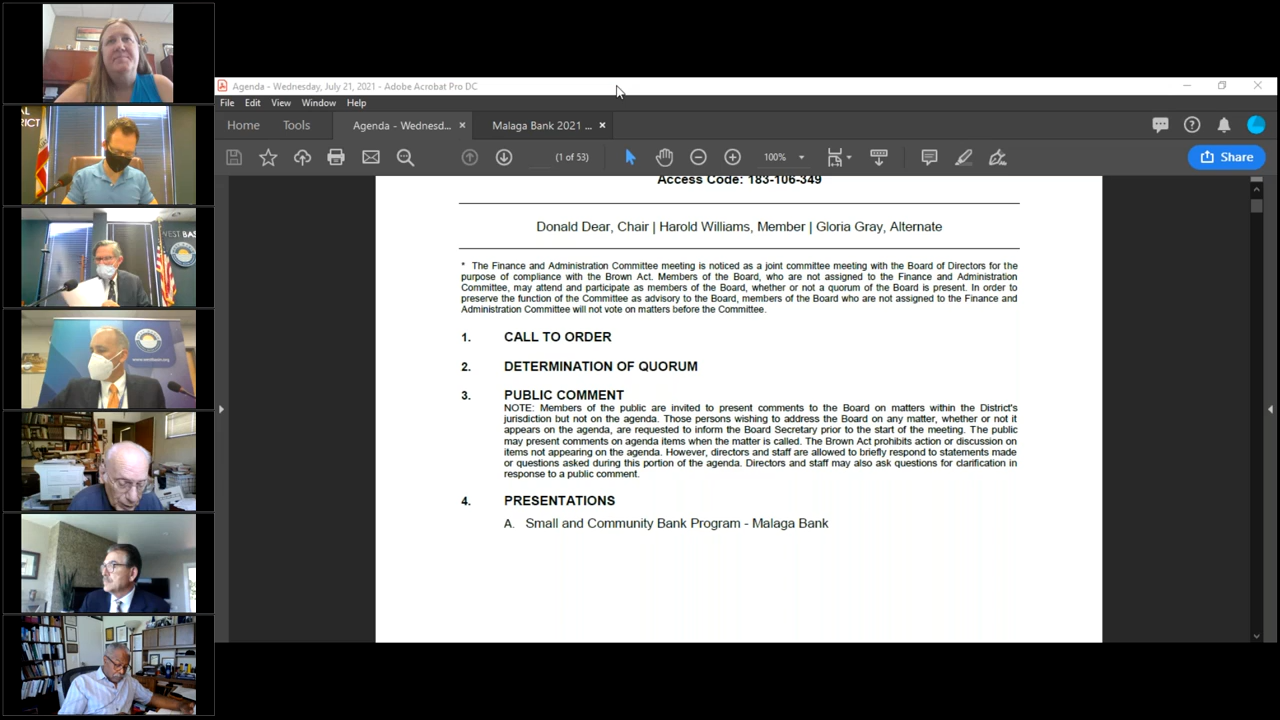 Agenda - Wednesday, July 21, 2021 - Adobe Acrobat Pro DC
File Edit View Window Help
Home Tools Agenda - Wednesd... × Malaga Bank 2021 ... ×
(1 of 53) 100% Share
Access Code: 183-106-349
Donald Dear, Chair | Harold Williams, Member | Gloria Gray, Alternate
* The Finance and Administration Committee meeting is noticed as a joint committee meeting with the Board of Directors for the
purpose of compliance with the Brown Act. Members of the Board, who are not assigned to the Finance and Administration
Committee, may attend and participate as members of the Board, whether or not a quorum of the Board is present. In order to
preserve the function of the Committee as advisory to the Board, members of the Board who are not assigned to the Finance and
Administration Committee will not vote on matters before the Committee.
1. CALL TO ORDER
2. DETERMINATION OF QUORUM
3. PUBLIC COMMENT
NOTE: Members of the public are invited to present comments to the Board on matters within the District's
jurisdiction but not on the agenda. Those persons wishing to address the Board on any matter, whether or not it
appears on the agenda, are requested to inform the Board Secretary prior to the start of the meeting. The public
may present comments on agenda items when the matter is called. The Brown Act prohibits action or discussion on
items not appearing on the agenda. However, directors and staff are allowed to briefly respond to statements made
or questions asked during this portion of the agenda. Directors and staff may also ask questions for clarification in
response to a public comment.
4. PRESENTATIONS
A. Small and Community Bank Program - Malaga Bank